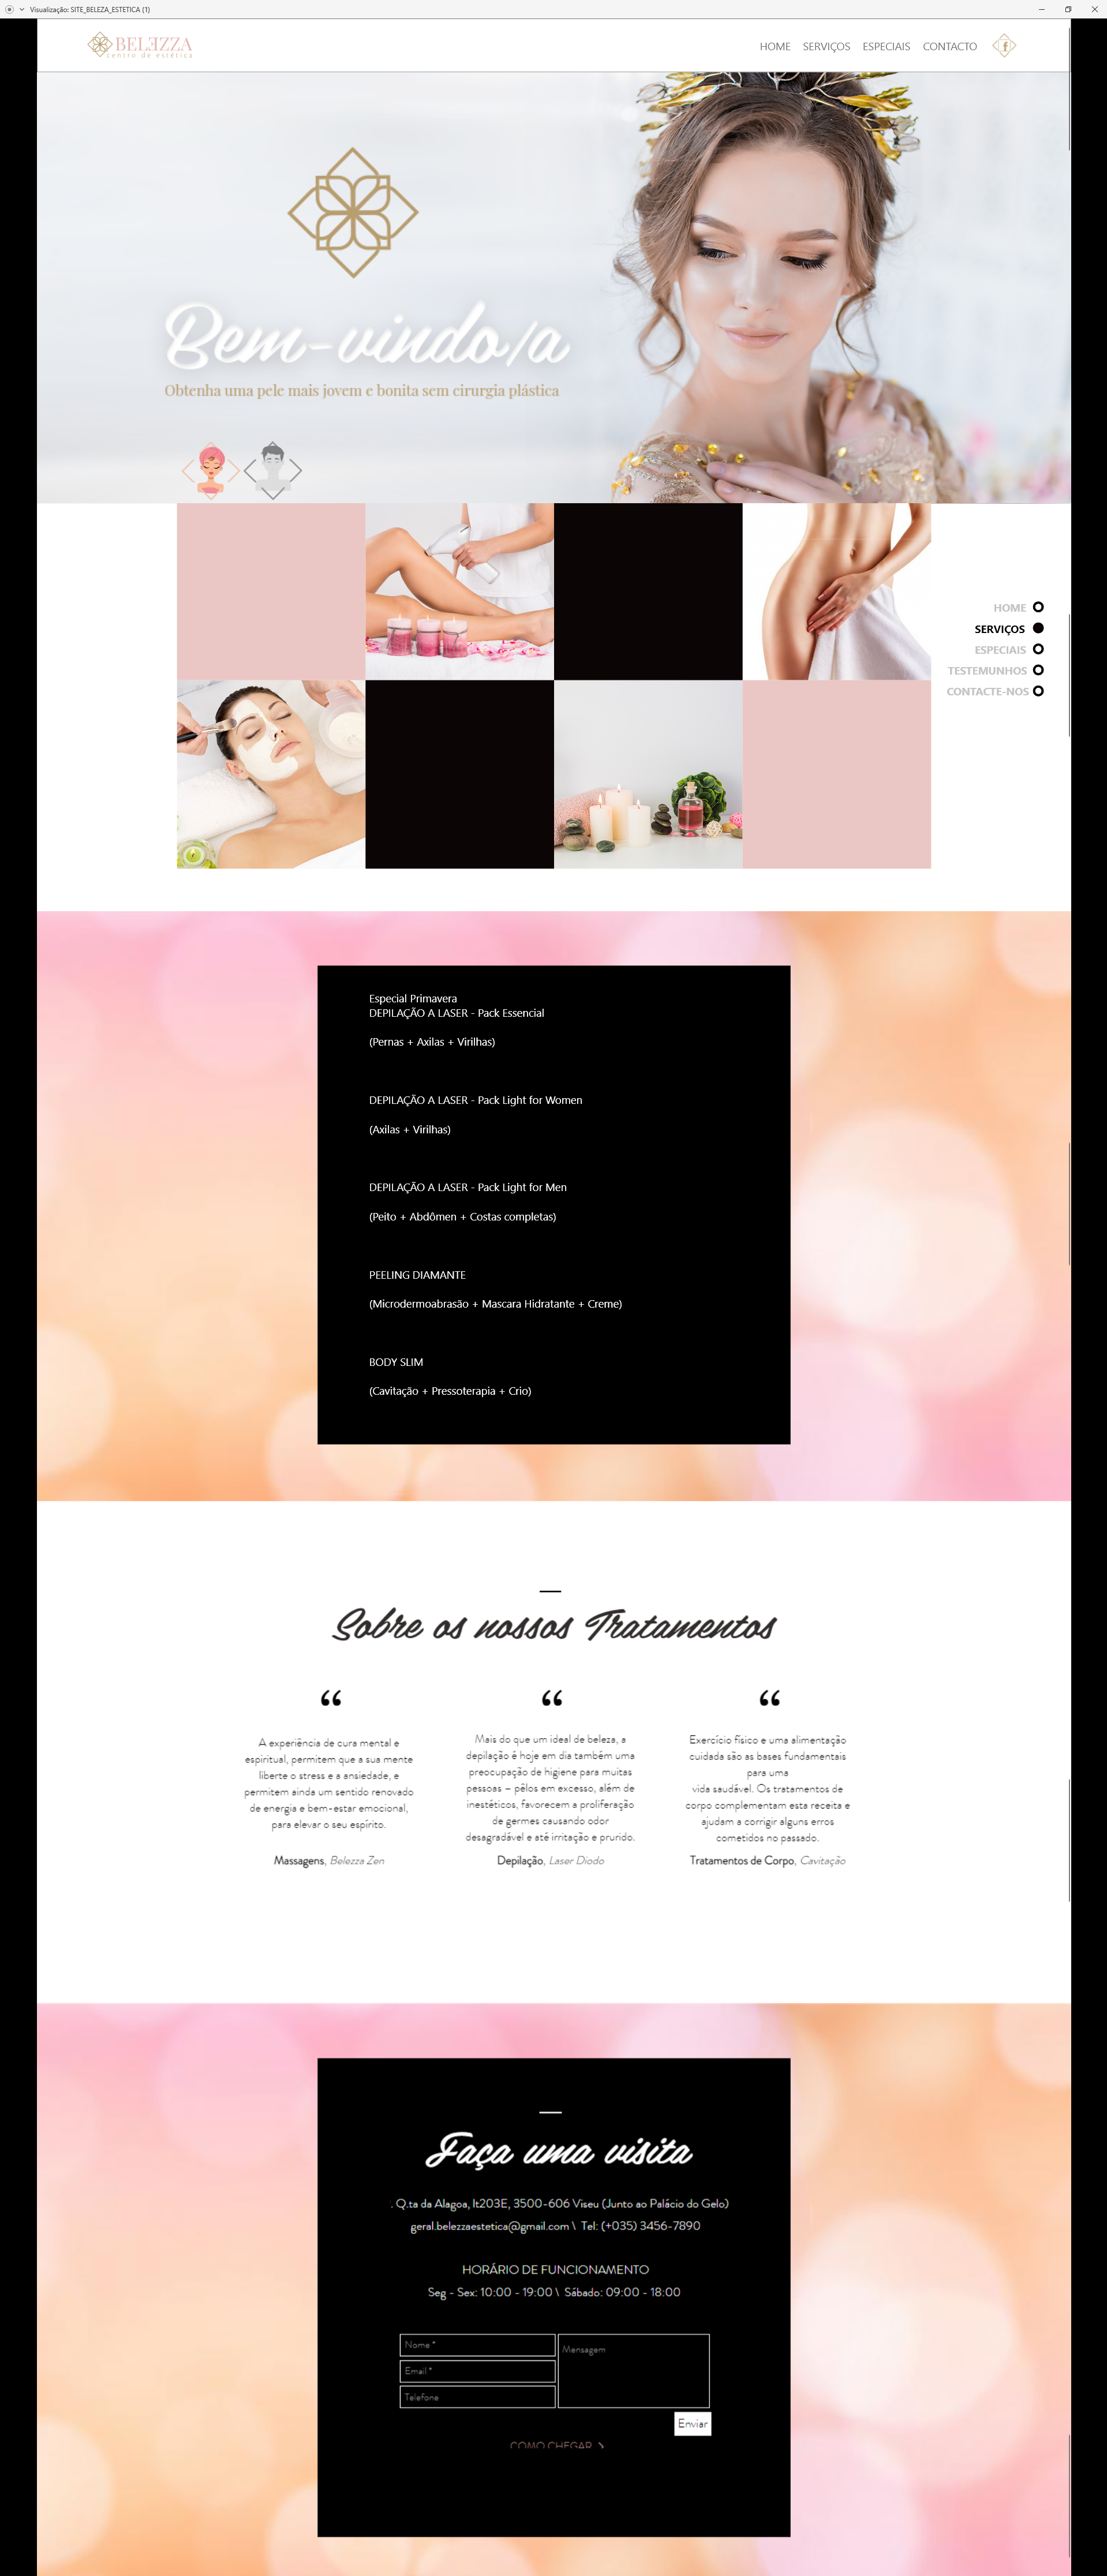 Visualização: SITE_BELEZA_ESTETICA (1)
BELEZZA
centro de estética
HOME SERVIÇOS ESPECIAIS CONTACTO
f
Bem-vindo/a
Obtenha uma pele mais jovem e bonita sem cirurgia plástica
HOME
SERVIÇOS
ESPECIAIS
TESTEMUNHOS
CONTACTE-NOS
Especial Primavera
DEPILAÇÃO A LASER - Pack Essencial
(Pernas + Axilas + Virilhas)
DEPILAÇÃO A LASER - Pack Light for Women
(Axilas + Virilhas)
DEPILAÇÃO A LASER - Pack Light for Men
(Peito + Abdômen + Costas completas)
PEELING DIAMANTE
(Microdermoabrasão + Mascara Hidratante + Creme)
BODY SLIM
(Cavitação + Pressoterapia + Crio)
Sobre os nossos Tratamentos
“
A experiência de cura mental e
espiritual, permitem que a sua mente
liberte o stress e a ansiedade, e
permitem ainda um sentido renovado
de energia e bem-estar emocional,
para elevar o seu espírito.
Massagens, Belezza Zen
“
Mais do que um ideal de beleza, a
depilação é hoje em dia também uma
preocupação de higiene para muitas
pessoas – pêlos em excesso, além de
inestéticos, favorecem a proliferação
de germes causando odor
desagradável e até irritação e prurido.
Depilação, Laser Díodo
“
Exercício físico e uma alimentação
cuidada são as bases fundamentais
para uma
vida saudável. Os tratamentos de
corpo complementam esta receita e
ajudam a corrigir alguns erros
cometidos no passado.
Tratamentos de Corpo, Cavitação
Faça uma visita
. Q.ta da Alagoa, lt203E, 3500-606 Viseu (Junto ao Palácio do Gelo)
geral.belezzaestetica@gmail.com \ Tel: (+035) 3456-7890
HORÁRIO DE FUNCIONAMENTO
Seg - Sex: 10:00 - 19:00 \ Sábado: 09:00 - 18:00
Nome *
Email *
Telefone
Mensagem
Enviar
COMO CHEGAR